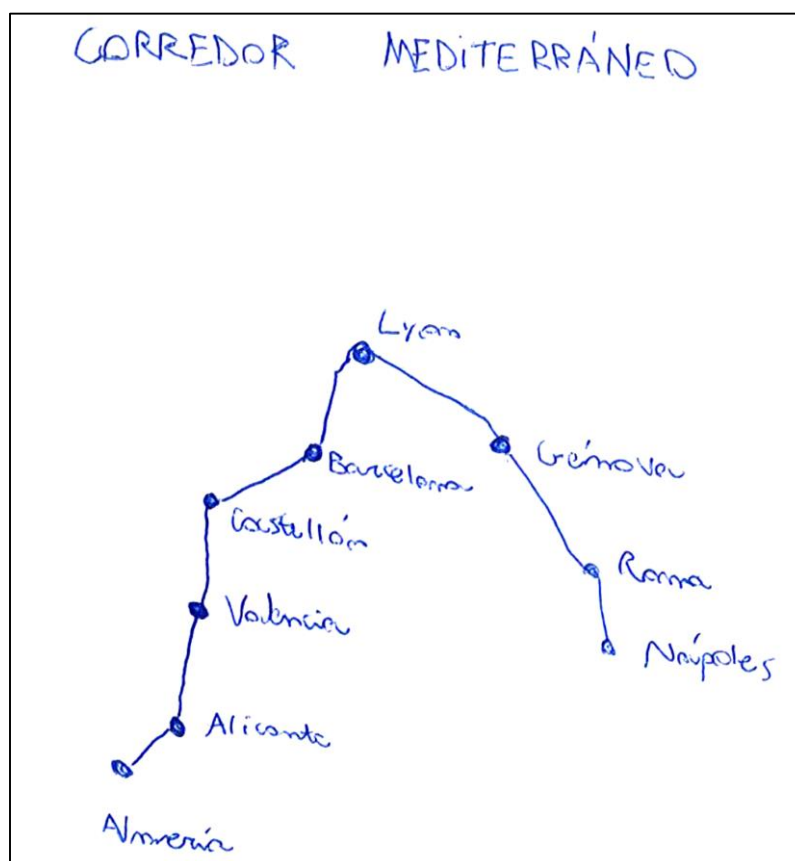 CORREDOR MEDITERRÁNEO
Lyon
Génova
Barcelona
Castellón
Roma
Valencia
Nápoles
Alicante
Almería